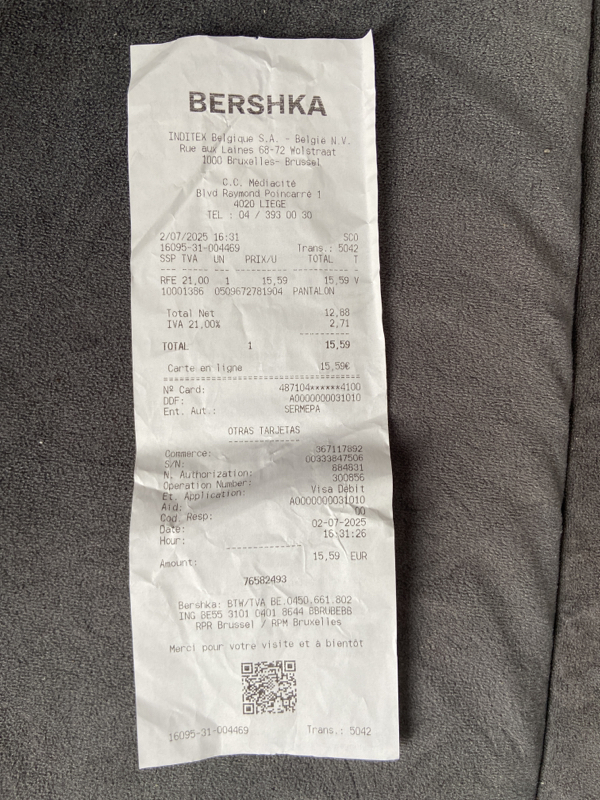 BERSHKA
INDITEX Belgique S.A. - Belgie N.V.
Rue aux Laines 68-72 Wolstraat
1000 Bruxelles- Brussel
C.C. Médiacité
Blvd Raymond Poincarré 1
4020 LIEGE
TEL : 04 / 393 00 30
2/07/2025 16:31 SCO
16095-31-004469 Trans.: 5042
SSP TVA UN PRIX/U TOTAL T
RFE 21,00 1 15,59 15,59 V
10001386 0509672781904 PANTALON
Total Net 12,88
IVA 21,00% 2,71
TOTAL 1 15,59
Carte en ligne 15,59€
Nº Card: 487104******4100
DDF: A0000000031010
Ent. Aut.: SERMEPA
OTRAS TARJETAS
Commerce: 367117892
S/N: 00333847506
N. Authorization: 684831
Operation Number: 300856
Et. Application: Visa Débit
Aid: A0000000031010
Cod. Resp: 00
Date: 02-07-2025
Hour: 16:31:26
Amount: 15,59 EUR
76582493
Bershka: BTW/TVA BE.0450.661.802
ING BE55 3101 0401 8644 BBRUBEBB
RPR Brussel / RPM Bruxelles
Merci pour votre visite et à bientôt
16095-31-004469 Trans.: 5042